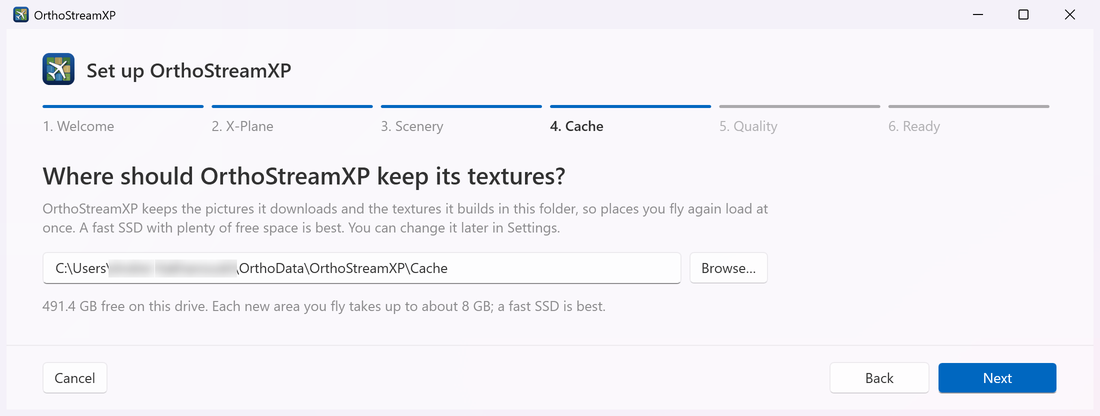 OrthoStreamXP
Set up OrthoStreamXP
1. Welcome
2. X-Plane
3. Scenery
4. Cache
5. Quality
6. Ready
Where should OrthoStreamXP keep its textures?
OrthoStreamXP keeps the pictures it downloads and the textures it builds in this folder, so places you fly again load at
once. A fast SSD with plenty of free space is best. You can change it later in Settings.
C:\Users\ \OrthoData\OrthoStreamXP\Cache
Browse...
491.4 GB free on this drive. Each new area you fly takes up to about 8 GB; a fast SSD is best.
Cancel
Back
Next